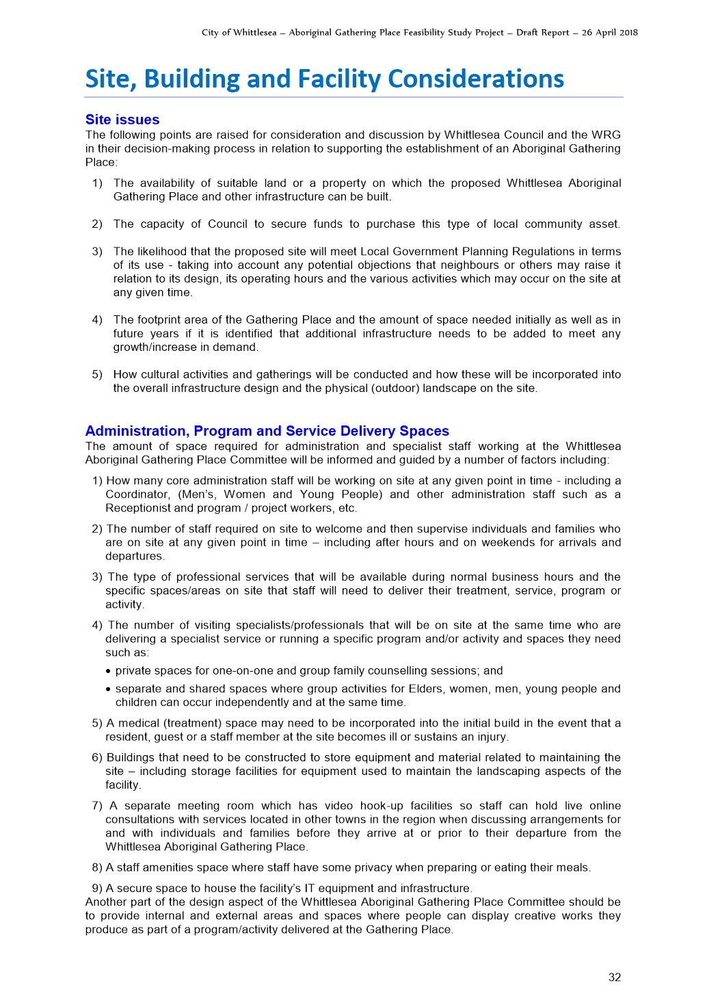 City of Whittlesea – Aboriginal Gathering Place Feasibility Study Project – Draft Report – 26 April 2018
Site, Building and Facility Considerations
Site issues
The following points are raised for consideration and discussion by Whittlesea Council and the WRG
in their decision-making process in relation to supporting the establishment of an Aboriginal Gathering
Place:
1) The availability of suitable land or a property on which the proposed Whittlesea Aboriginal
Gathering Place and other infrastructure can be built.
2) The capacity of Council to secure funds to purchase this type of local community asset.
3) The likelihood that the proposed site will meet Local Government Planning Regulations in terms
of its use - taking into account any potential objections that neighbours or others may raise it
relation to its design, its operating hours and the various activities which may occur on the site at
any given time.
4) The footprint area of the Gathering Place and the amount of space needed initially as well as in
future years if it is identified that additional infrastructure needs to be added to meet any
growth/increase in demand.
5) How cultural activities and gatherings will be conducted and how these will be incorporated into
the overall infrastructure design and the physical (outdoor) landscape on the site.
Administration, Program and Service Delivery Spaces
The amount of space required for administration and specialist staff working at the Whittlesea
Aboriginal Gathering Place Committee will be informed and guided by a number of factors including:
1) How many core administration staff will be working on site at any given point in time - including a
Coordinator, (Men's, Women and Young People) and other administration staff such as a
Receptionist and program / project workers, etc.
2) The number of staff required on site to welcome and then supervise individuals and families who
are on site at any given point in time – including after hours and on weekends for arrivals and
departures.
3) The type of professional services that will be available during normal business hours and the
specific spaces/areas on site that staff will need to deliver their treatment, service, program or
activity.
4) The number of visiting specialists/professionals that will be on site at the same time who are
delivering a specialist service or running a specific program and/or activity and spaces they need
such as:
• private spaces for one-on-one and group family counselling sessions; and
• separate and shared spaces where group activities for Elders, women, men, young people and
children can occur independently and at the same time.
5) A medical (treatment) space may need to be incorporated into the initial build in the event that a
resident, guest or a staff member at the site becomes ill or sustains an injury.
6) Buildings that need to be constructed to store equipment and material related to maintaining the
site – including storage facilities for equipment used to maintain the landscaping aspects of the
facility.
7) A separate meeting room which has video hook-up facilities so staff can hold live online
consultations with services located in other towns in the region when discussing arrangements for
and with individuals and families before they arrive at or prior to their departure from the
Whittlesea Aboriginal Gathering Place.
8) A staff amenities space where staff have some privacy when preparing or eating their meals.
9) A secure space to house the facility's IT equipment and infrastructure.
Another part of the design aspect of the Whittlesea Aboriginal Gathering Place Committee should be
to provide internal and external areas and spaces where people can display creative works they
produce as part of a program/activity delivered at the Gathering Place.
32